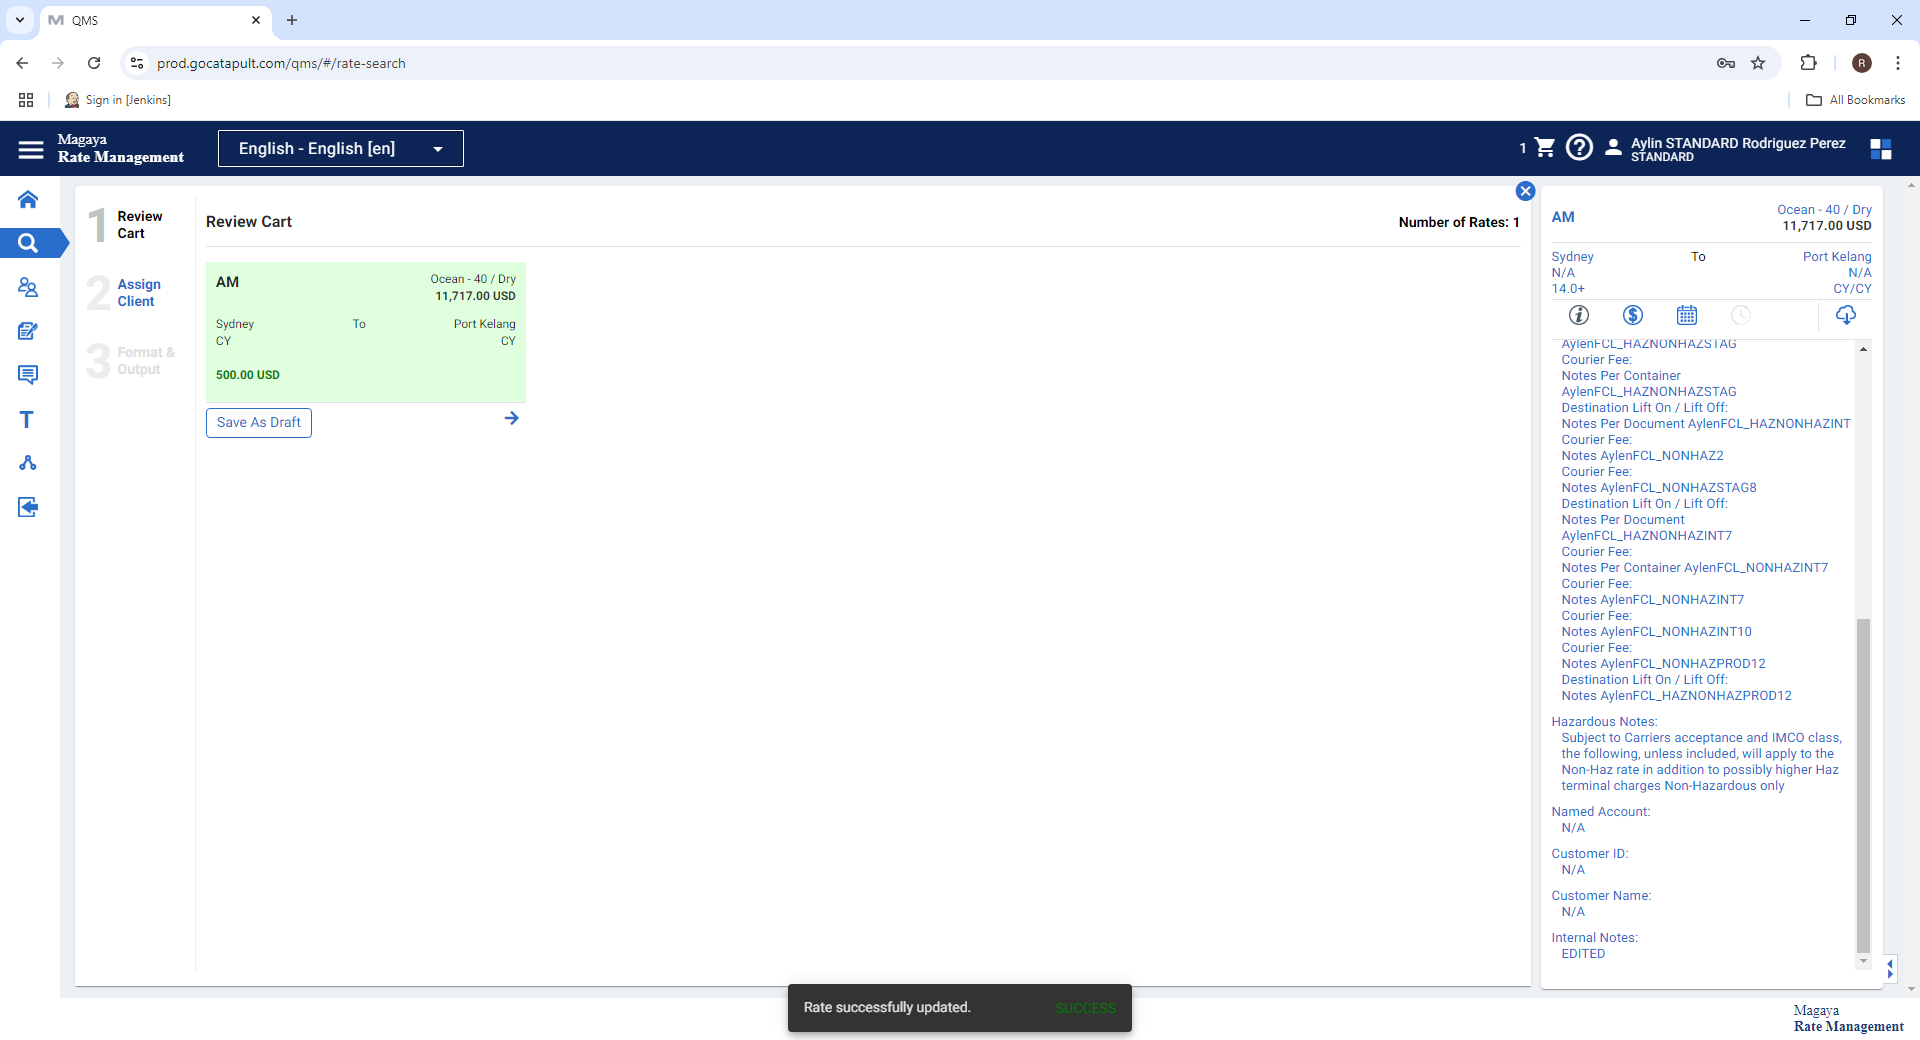 QMS
prod.gocatapult.com/qms/#/rate-search
R
Sign in [Jenkins]
All Bookmarks
Magaya
Rate Management
English - English [en]
1
Aylin STANDARD Rodriguez Perez
STANDARD
1
Review
Cart
2
Assign
Client
3
Format &
Output
Review Cart
Number of Rates: 1
AM
Ocean - 40 / Dry
11,717.00 USD
Sydney
To
Port Kelang
CY
CY
500.00 USD
Save As Draft
AM
Ocean - 40 / Dry
11,717.00 USD
Sydney
To
Port Kelang
N/A
N/A
14.0+
CY/CY
AylenFCL_HAZNONHAZSTAG
Courier Fee:
Notes Per Container
AylenFCL_HAZNONHAZSTAG
Destination Lift On / Lift Off:
Notes Per Document AylenFCL_HAZNONHAZINT
Courier Fee:
Notes AylenFCL_NONHAZ2
Courier Fee:
Notes AylenFCL_NONHAZSTAG8
Destination Lift On / Lift Off:
Notes Per Document
AylenFCL_HAZNONHAZINT7
Courier Fee:
Notes Per Container AylenFCL_NONHAZINT7
Courier Fee:
Notes AylenFCL_NONHAZINT7
Courier Fee:
Notes AylenFCL_NONHAZINT10
Courier Fee:
Notes AylenFCL_NONHAZPROD12
Destination Lift On / Lift Off:
Notes AylenFCL_HAZNONHAZPROD12
Hazardous Notes:
Subject to Carriers acceptance and IMCO class,
the following, unless included, will apply to the
Non-Haz rate in addition to possibly higher Haz
terminal charges Non-Hazardous only
Named Account:
N/A
Customer ID:
N/A
Customer Name:
N/A
Internal Notes:
EDITED
Rate successfully updated.
SUCCESS
Magaya
Rate Management